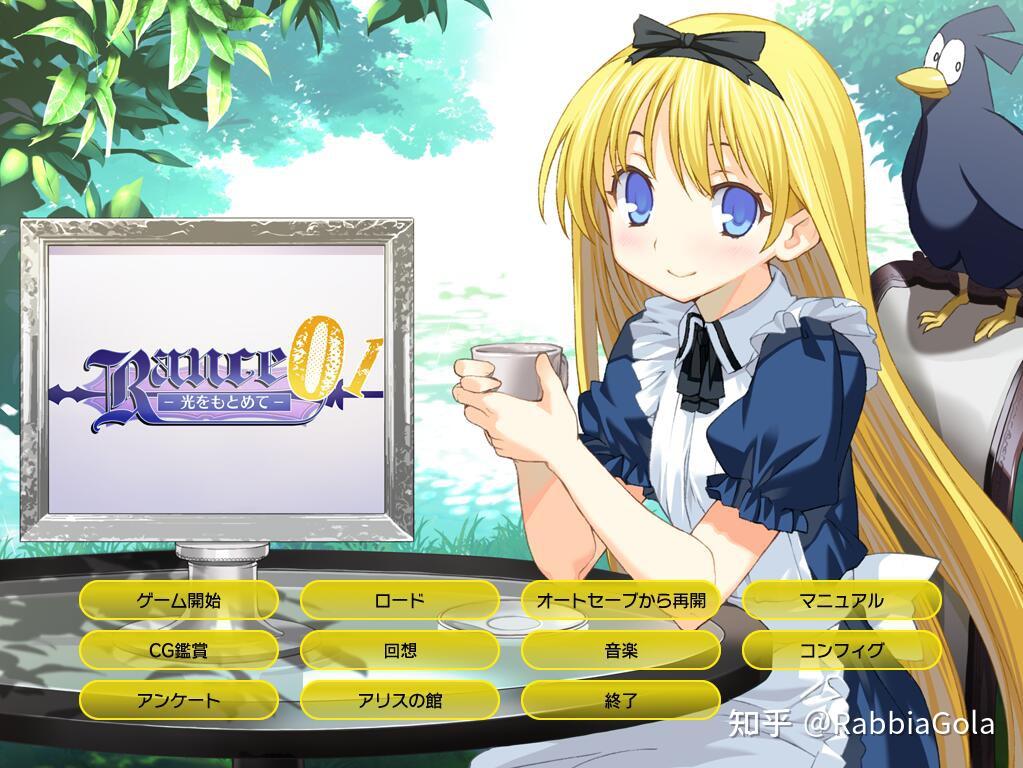 Rance01
－光をもとめて－
ゲーム開始
ロード
オートセーブから再開
マニュアル
CG鑑賞
回想
音楽
コンフィグ
アンケート
アリスの館
終了
知乎 @RabbiaGola